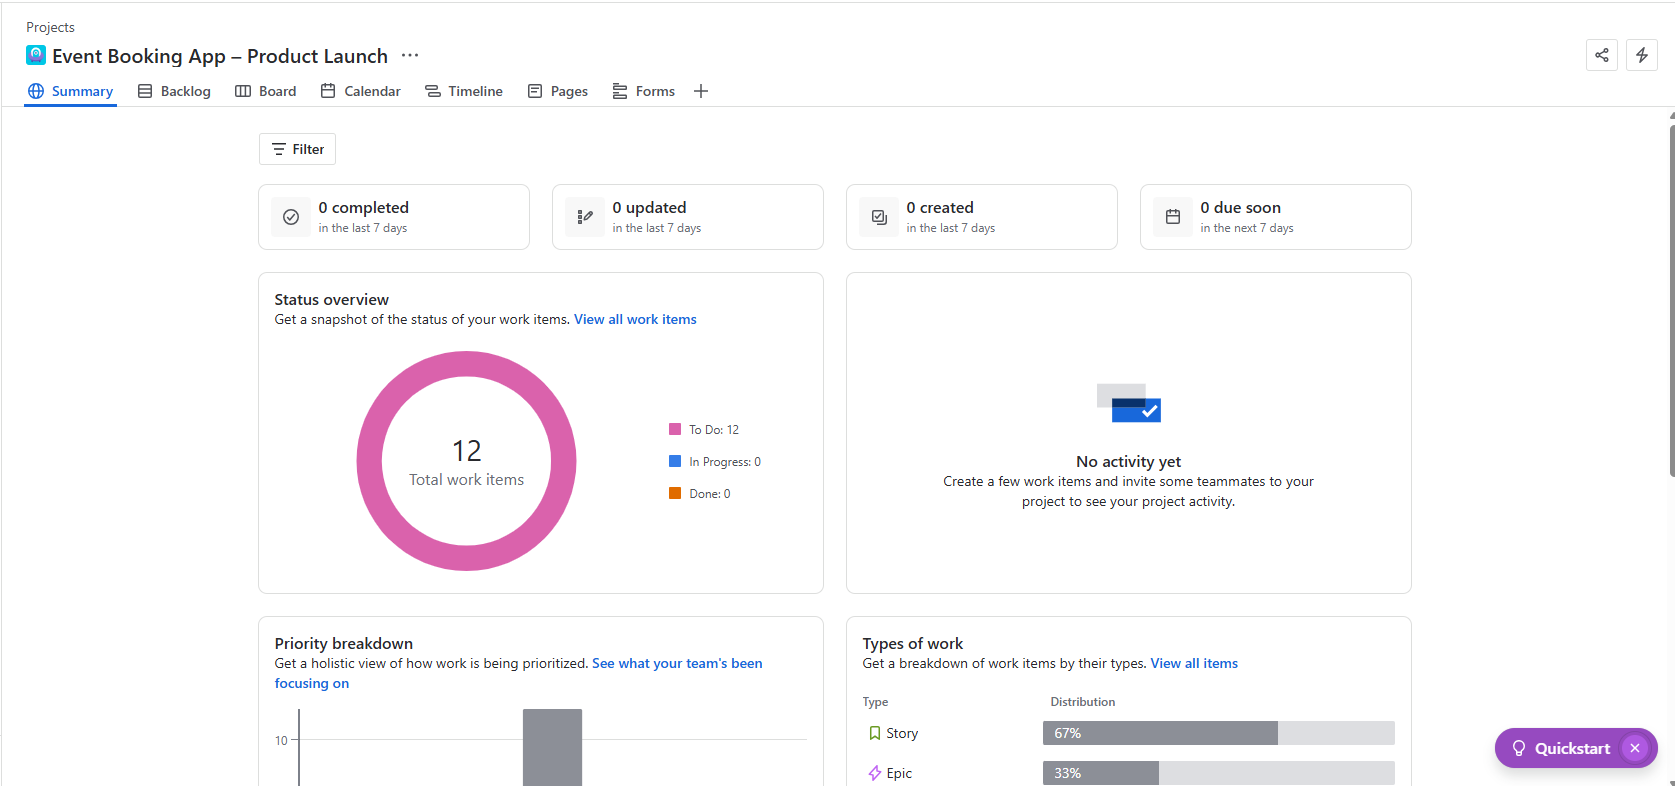 Projects
Event Booking App – Product Launch
Summary
Backlog
Board
Calendar
Timeline
Pages
Forms
Filter
0 completed
in the last 7 days
0 updated
in the last 7 days
0 created
in the last 7 days
0 due soon
in the next 7 days
Status overview
Get a snapshot of the status of your work items. View all work items
12
Total work items
To Do: 12
In Progress: 0
Done: 0
No activity yet
Create a few work items and invite some teammates to your
project to see your project activity.
Priority breakdown
Get a holistic view of how work is being prioritized. See what your team's been
focusing on
10
Types of work
Get a breakdown of work items by their types. View all items
Type Distribution
Story 67%
Epic 33%
Quickstart